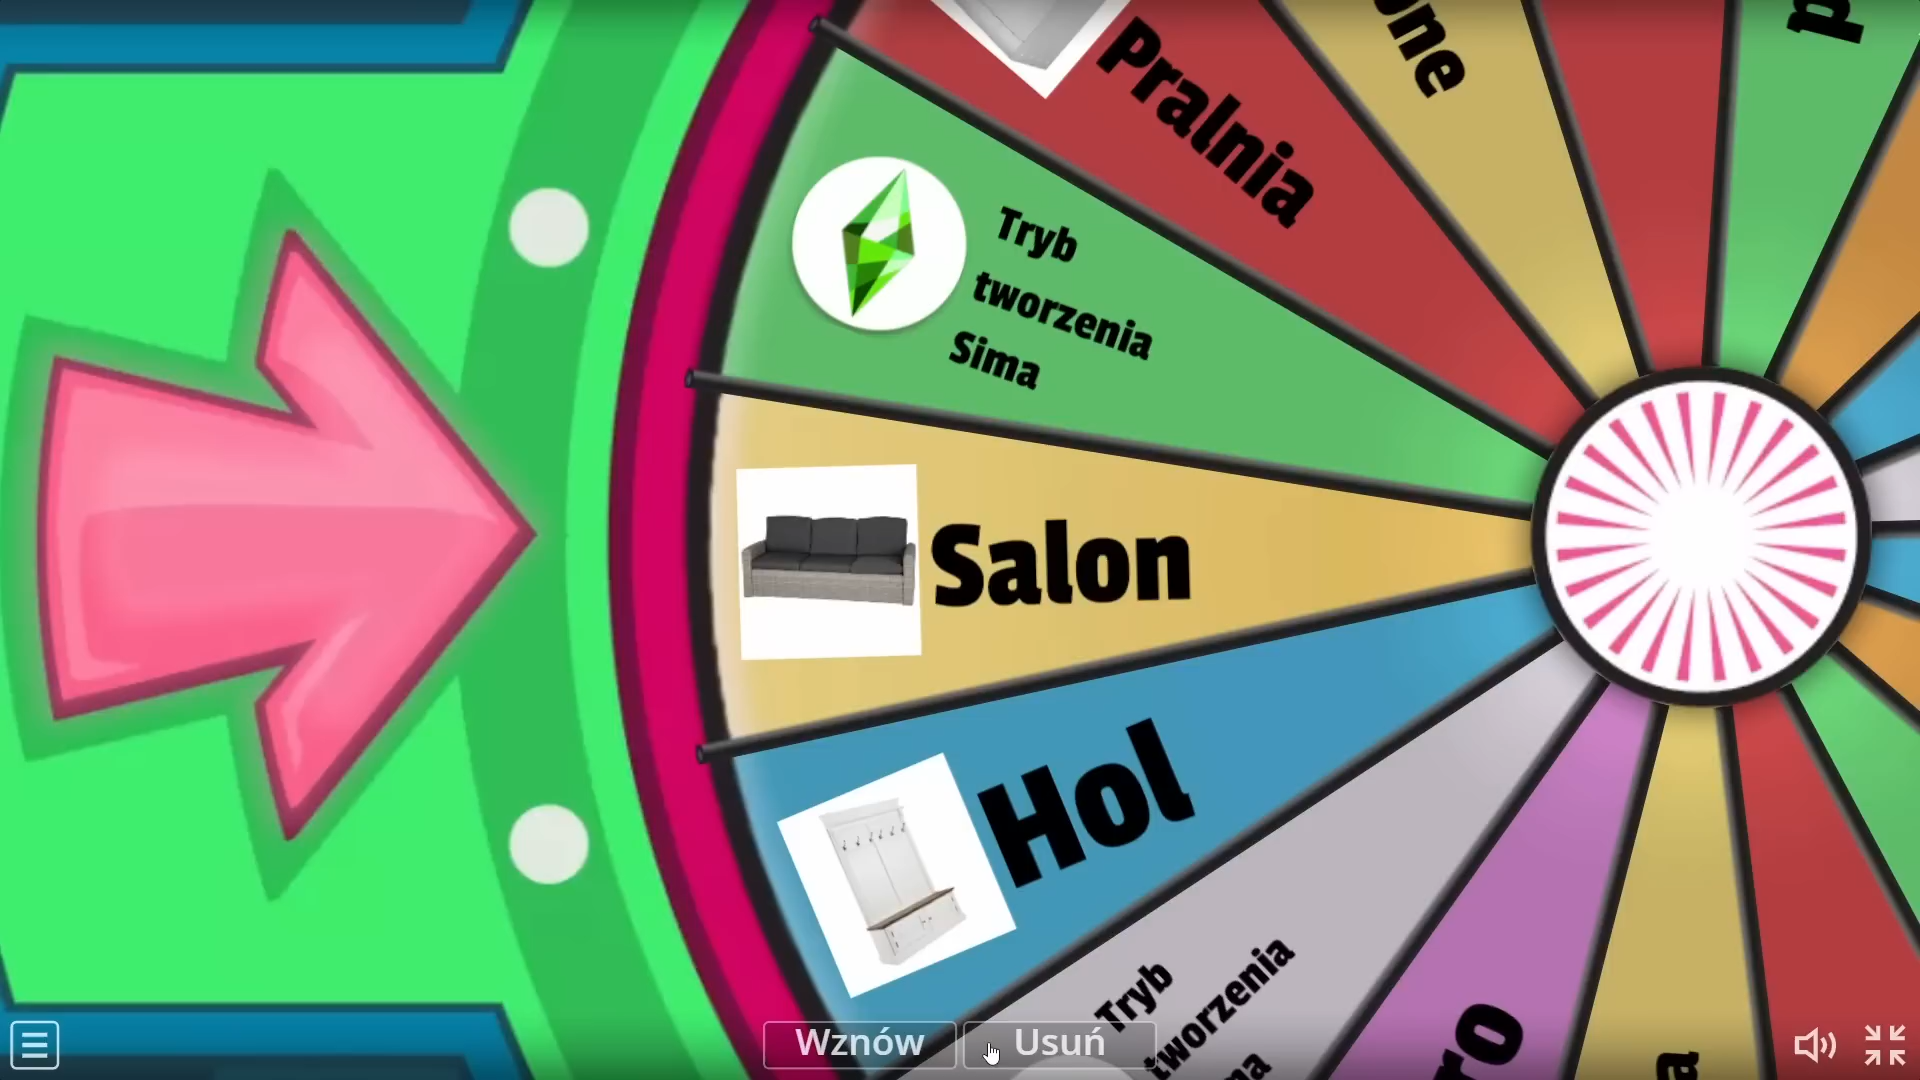 Pralnia
Tryb
tworzenia
Sima
Salon
Hol
Tryb
tworzenia
Wznów
Usuń